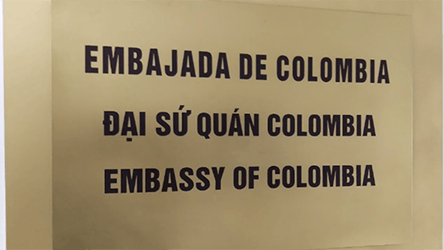 EMBAJADA DE COLOMBIA
ĐẠI SỨ QUÁN COLOMBIA
EMBASSY OF COLOMBIA